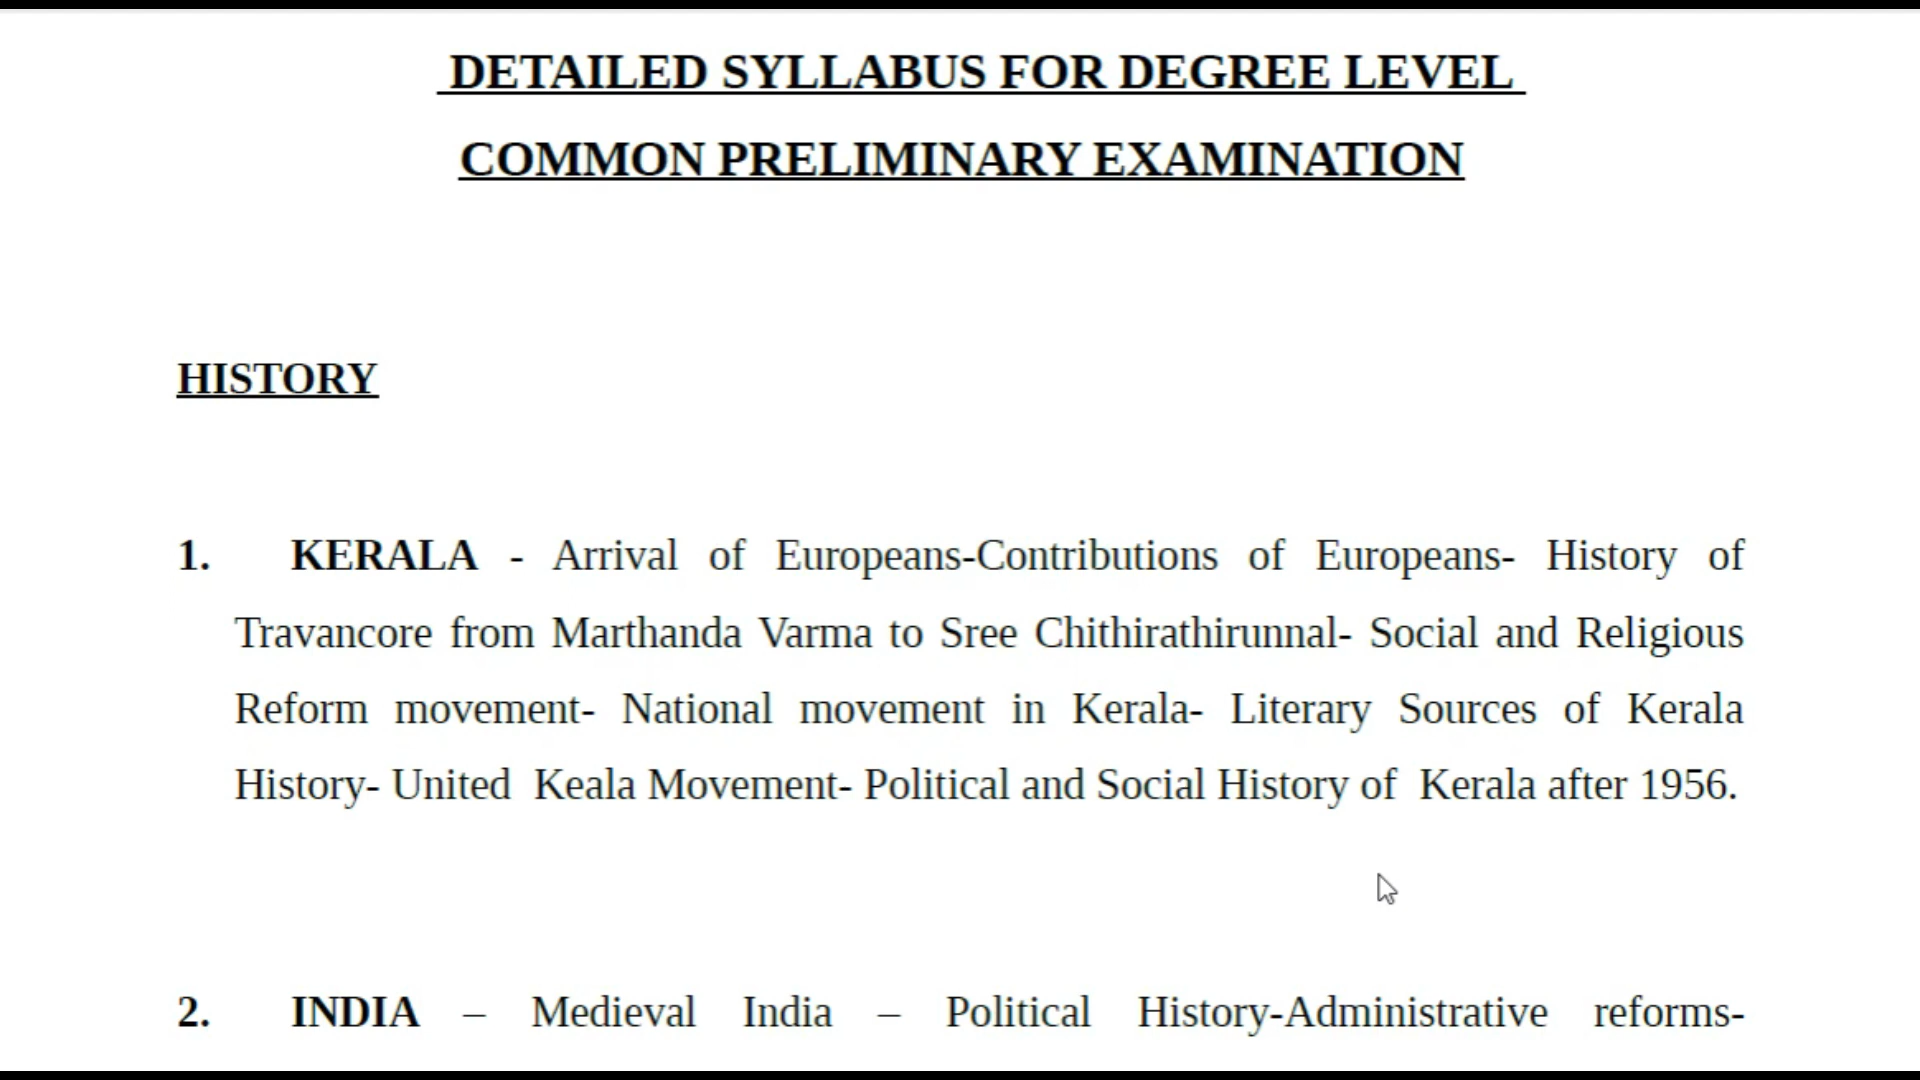 DETAILED SYLLABUS FOR DEGREE LEVEL
COMMON PRELIMINARY EXAMINATION
HISTORY
1. KERALA - Arrival of Europeans-Contributions of Europeans- History of
Travancore from Marthanda Varma to Sree Chithirathirunnal- Social and Religious
Reform movement- National movement in Kerala- Literary Sources of Kerala
History- United Keala Movement- Political and Social History of Kerala after 1956.
2. INDIA – Medieval India – Political History-Administrative reforms-